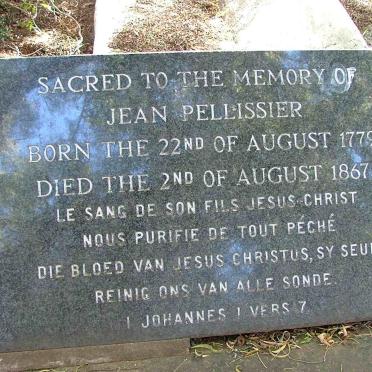 SACRED TO THE MEMORY OF
JEAN PELLISSIER
BORN THE 22ND OF AUGUST 1779
DIED THE 2ND OF AUGUST 1867
LE SANG DE SON FILS JESUS-CHRIST
NOUS PURIFIE DE TOUT PÉCHÉ
DIE BLOED VAN JESUS CHRISTUS, SY SEUN
REINIG ONS VAN ALLE SONDE.
I JOHANNES I VERS 7.